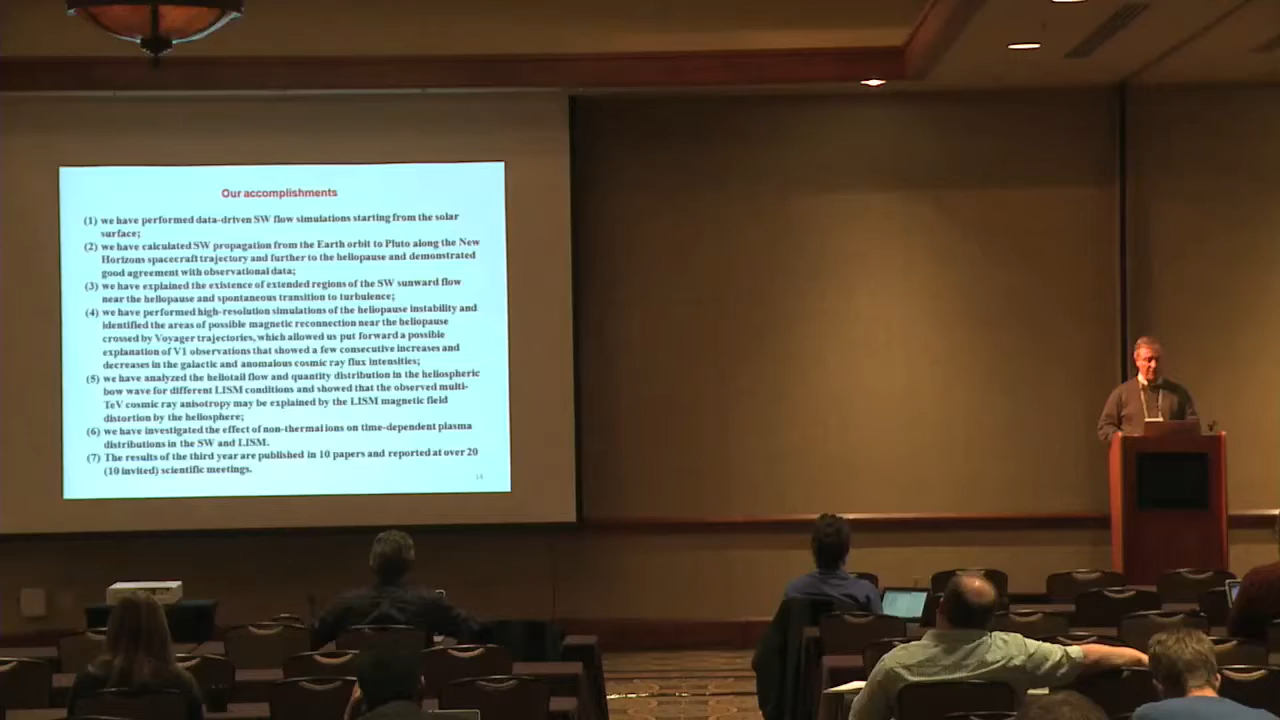 Our accomplishments
(1) we have performed data-driven SW flow simulations starting from the solar
surface;
(2) we have calculated SW propagation from the Earth orbit to Pluto along the New
Horizons spacecraft trajectory and further to the heliopause and demonstrated
good agreement with observational data;
(3) we have explained the existence of extended regions of the SW sunward flow
near the heliopause and spontaneous transition to turbulence;
(4) we have performed high-resolution simulations of the heliopause instability and
identified the areas of possible magnetic reconnection near the heliopause
crossed by Voyager trajectories, which allowed us put forward a possible
explanation of V1 observations that showed a few consecutive increases and
decreases in the galactic and anomalous cosmic ray flux intensities;
(5) we have analyzed the heliotail flow and quantity distribution in the heliospheric
bow wave for different LISM conditions and showed that the observed multi-
TeV cosmic ray anisotropy may be explained by the LISM magnetic field
distortion by the heliosphere;
(6) we have investigated the effect of non-thermal ions on time-dependent plasma
distributions in the SW and LISM.
(7) The results of the third year are published in 10 papers and reported at over 20
(10 invited) scientific meetings.
14